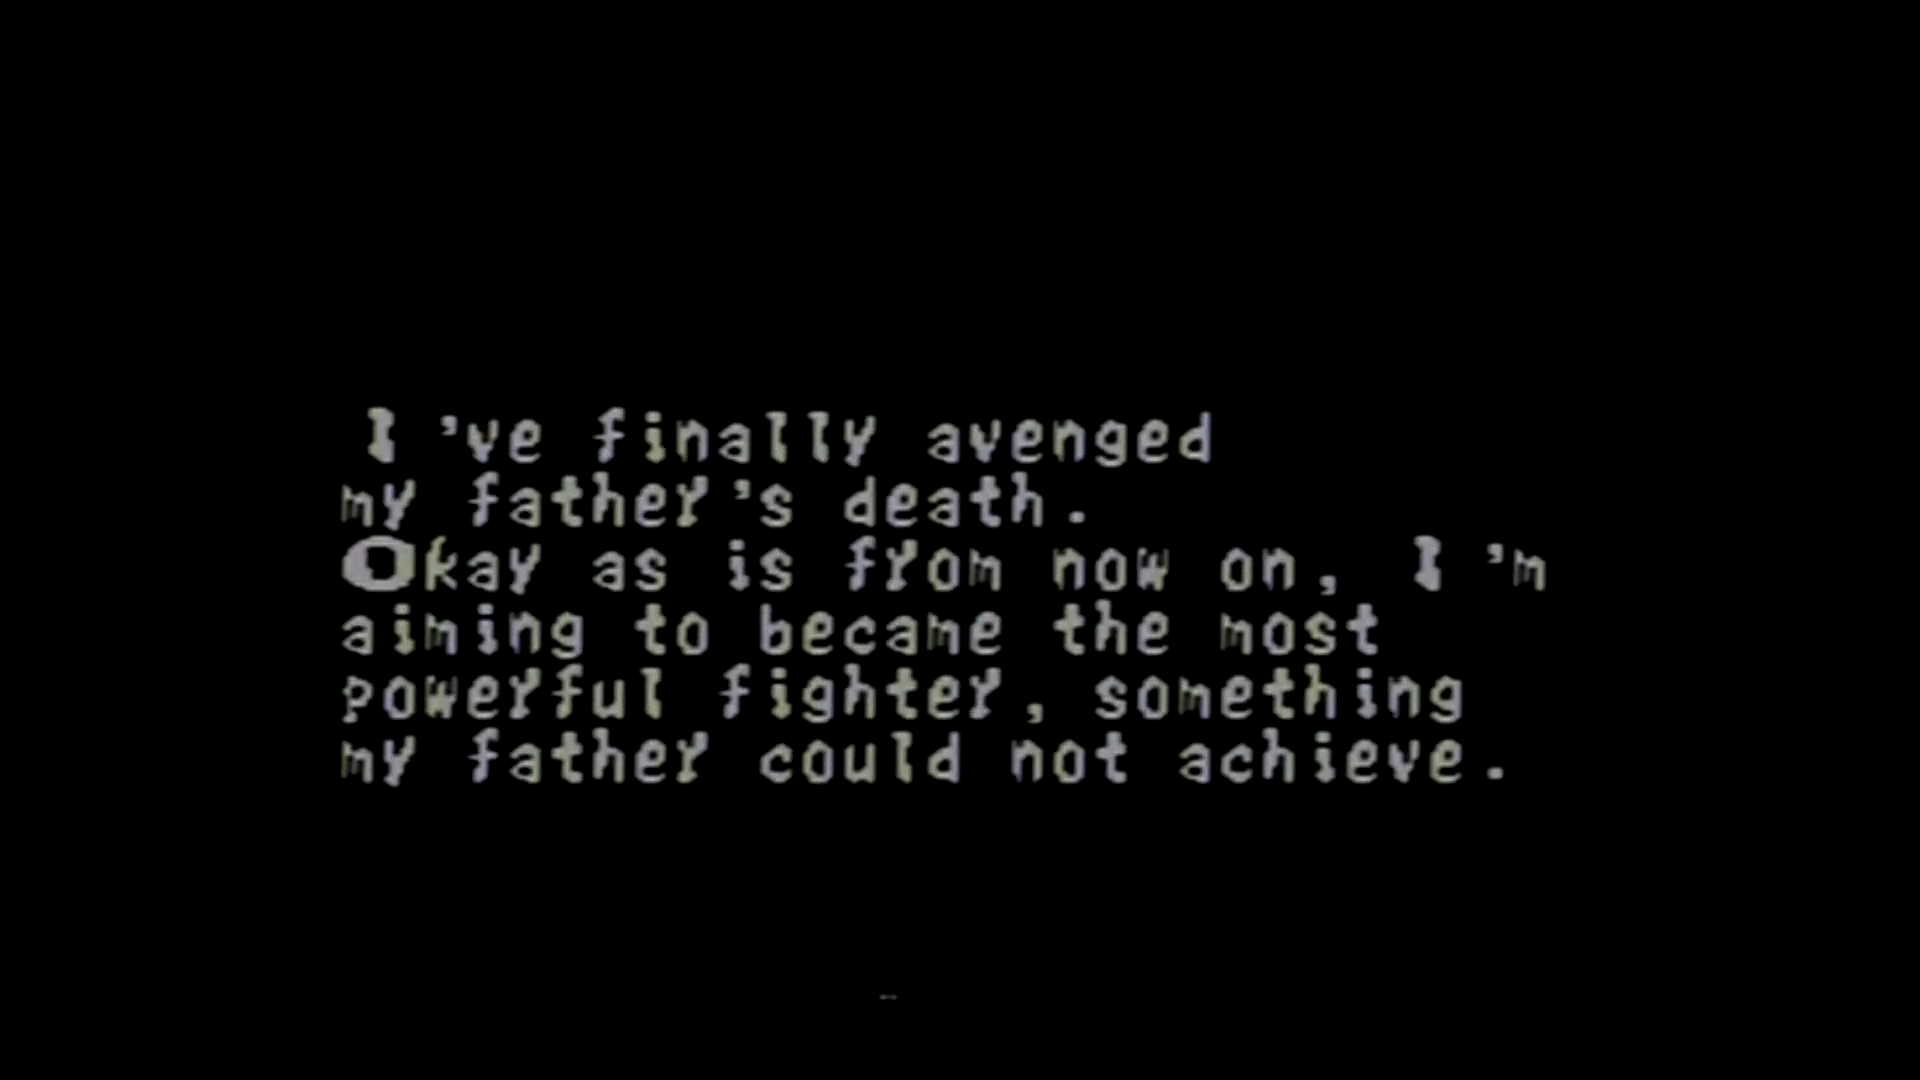 I've finally avenged
my father's death.
Okay as is from now on, I'm
aiming to became the most
powerful fighter, something
my father could not achieve.